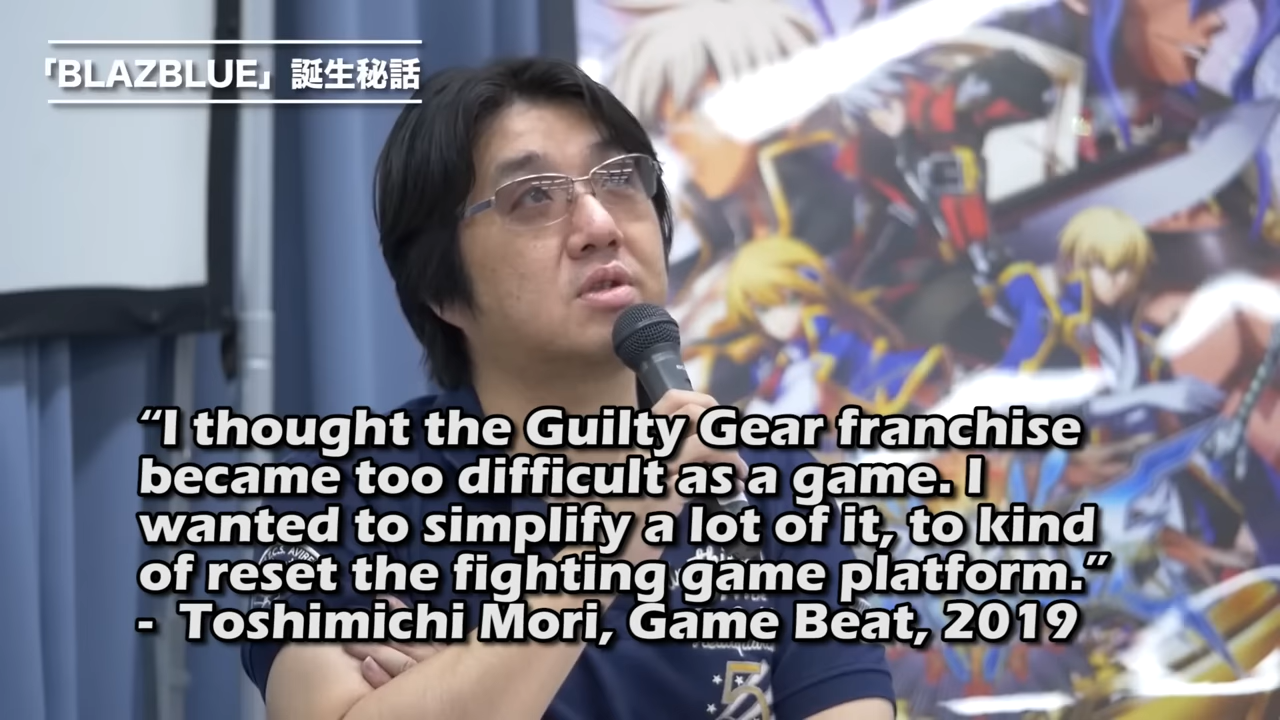 「BLAZBLUE」誕生秘話
“I thought the Guilty Gear franchise
became too difficult as a game. I
wanted to simplify a lot of it, to kind
of reset the fighting game platform.”
- Toshimichi Mori, Game Beat, 2019